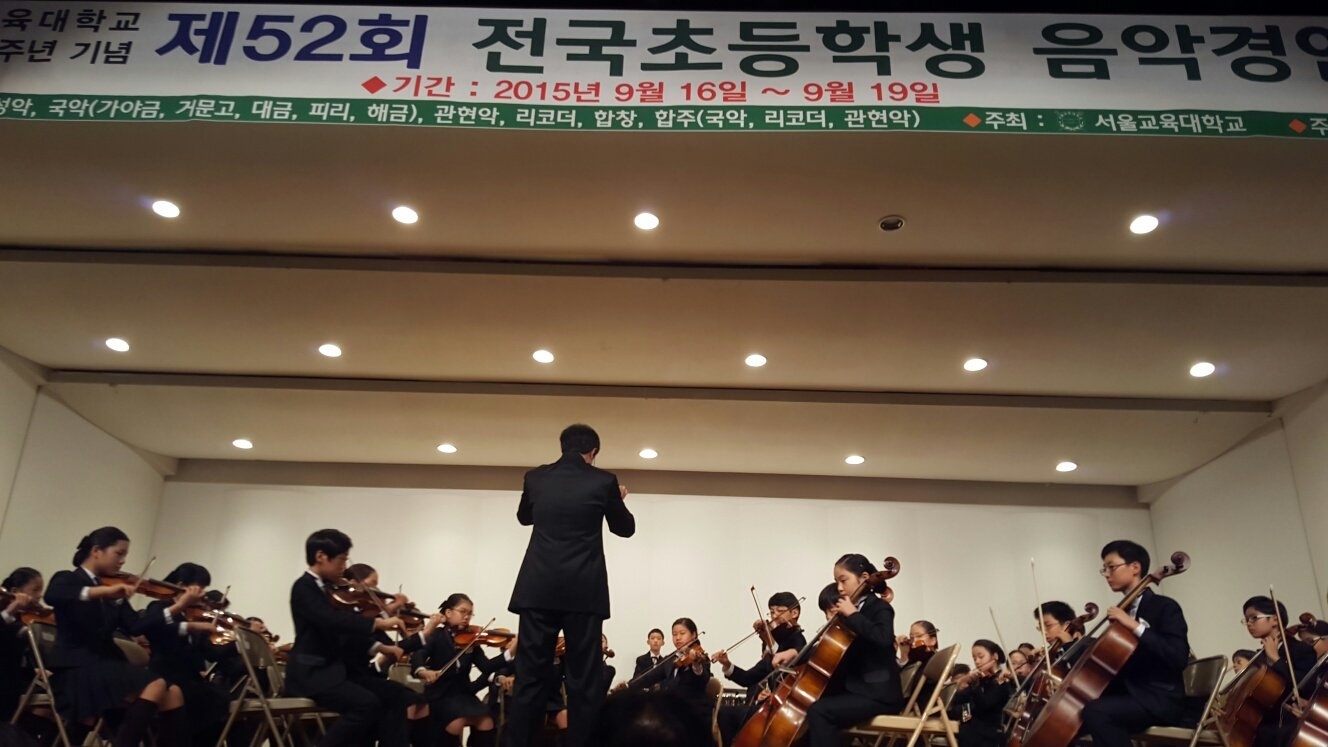 육대학교
주년 기념
제52회 전국초등학생 음악경연
◆기간 : 2015년 9월 16일 ~ 9월 19일
성악, 국악(가야금, 거문고, 대금, 피리, 해금), 관현악, 리코더, 합창, 합주(국악, 리코더, 관현악) ◆주최 : 서울교육대학교 ◆주